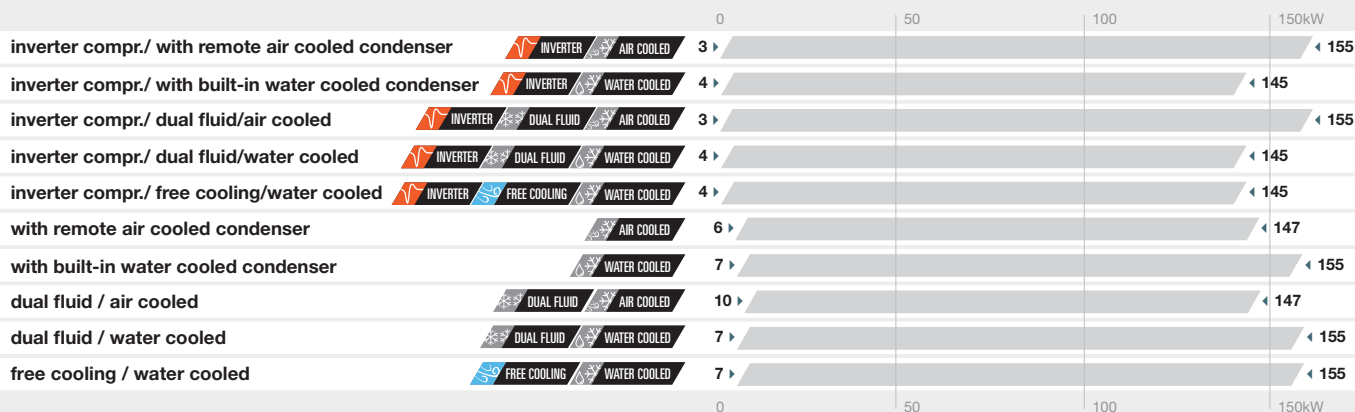 0 50 100 150kW
inverter compr./ with remote air cooled condenser INVERTER AIR COOLED 3 155
inverter compr./ with built-in water cooled condenser INVERTER WATER COOLED 4 145
inverter compr./ dual fluid/air cooled INVERTER DUAL FLUID AIR COOLED 3 155
inverter compr./ dual fluid/water cooled INVERTER DUAL FLUID WATER COOLED 4 145
inverter compr./ free cooling/water cooled INVERTER FREE COOLING WATER COOLED 4 145
with remote air cooled condenser AIR COOLED 6 147
with built-in water cooled condenser WATER COOLED 7 155
dual fluid / air cooled DUAL FLUID AIR COOLED 10 147
dual fluid / water cooled DUAL FLUID WATER COOLED 7 155
free cooling / water cooled FREE COOLING WATER COOLED 7 155
0 50 100 150kW